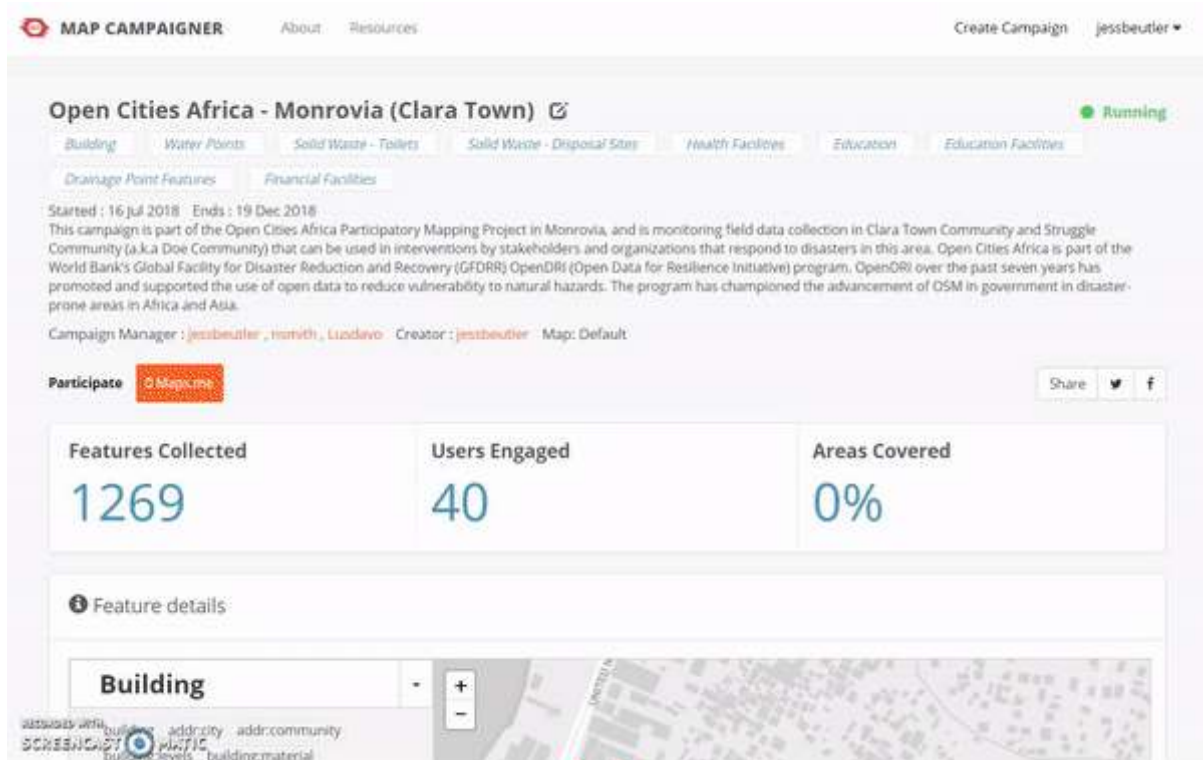 MAP CAMPAIGNER About Resources Create Campaign jessbeutler
Open Cities Africa - Monrovia (Clara Town) Running
Building Water Points Solid Waste - Toilets Solid Waste - Disposal Sites Health Facilities Education Education Facilities
Drainage Point Features Financial Facilities
Started : 16 Jul 2018 Ends : 19 Dec 2018
This campaign is part of the Open Cities Africa Participatory Mapping Project in Monrovia, and is monitoring field data collection in Clara Town Community and Struggle
Community (a.k.a Doe Community) that can be used in interventions by stakeholders and organizations that respond to disasters in this area. Open Cities Africa is part of the
World Bank's Global Facility for Disaster Reduction and Recovery (GFDRR) OpenDRI (Open Data for Resilience Initiative) program. OpenDRI over the past seven years has
promoted and supported the use of open data to reduce vulnerability to natural hazards. The program has championed the advancement of OSM in government in disaster-
prone areas in Africa and Asia.
Campaign Manager : jessbeutler , nsmith , Creator : jessbeutler Map: Default
Participate Maps.me Share
Features Collected Users Engaged Areas Covered
1269 40 0%
Feature details
Building
+
-
building addr:city addr:community
building:levels building:material
RECORDED WITH
SCREENCAST MATIC